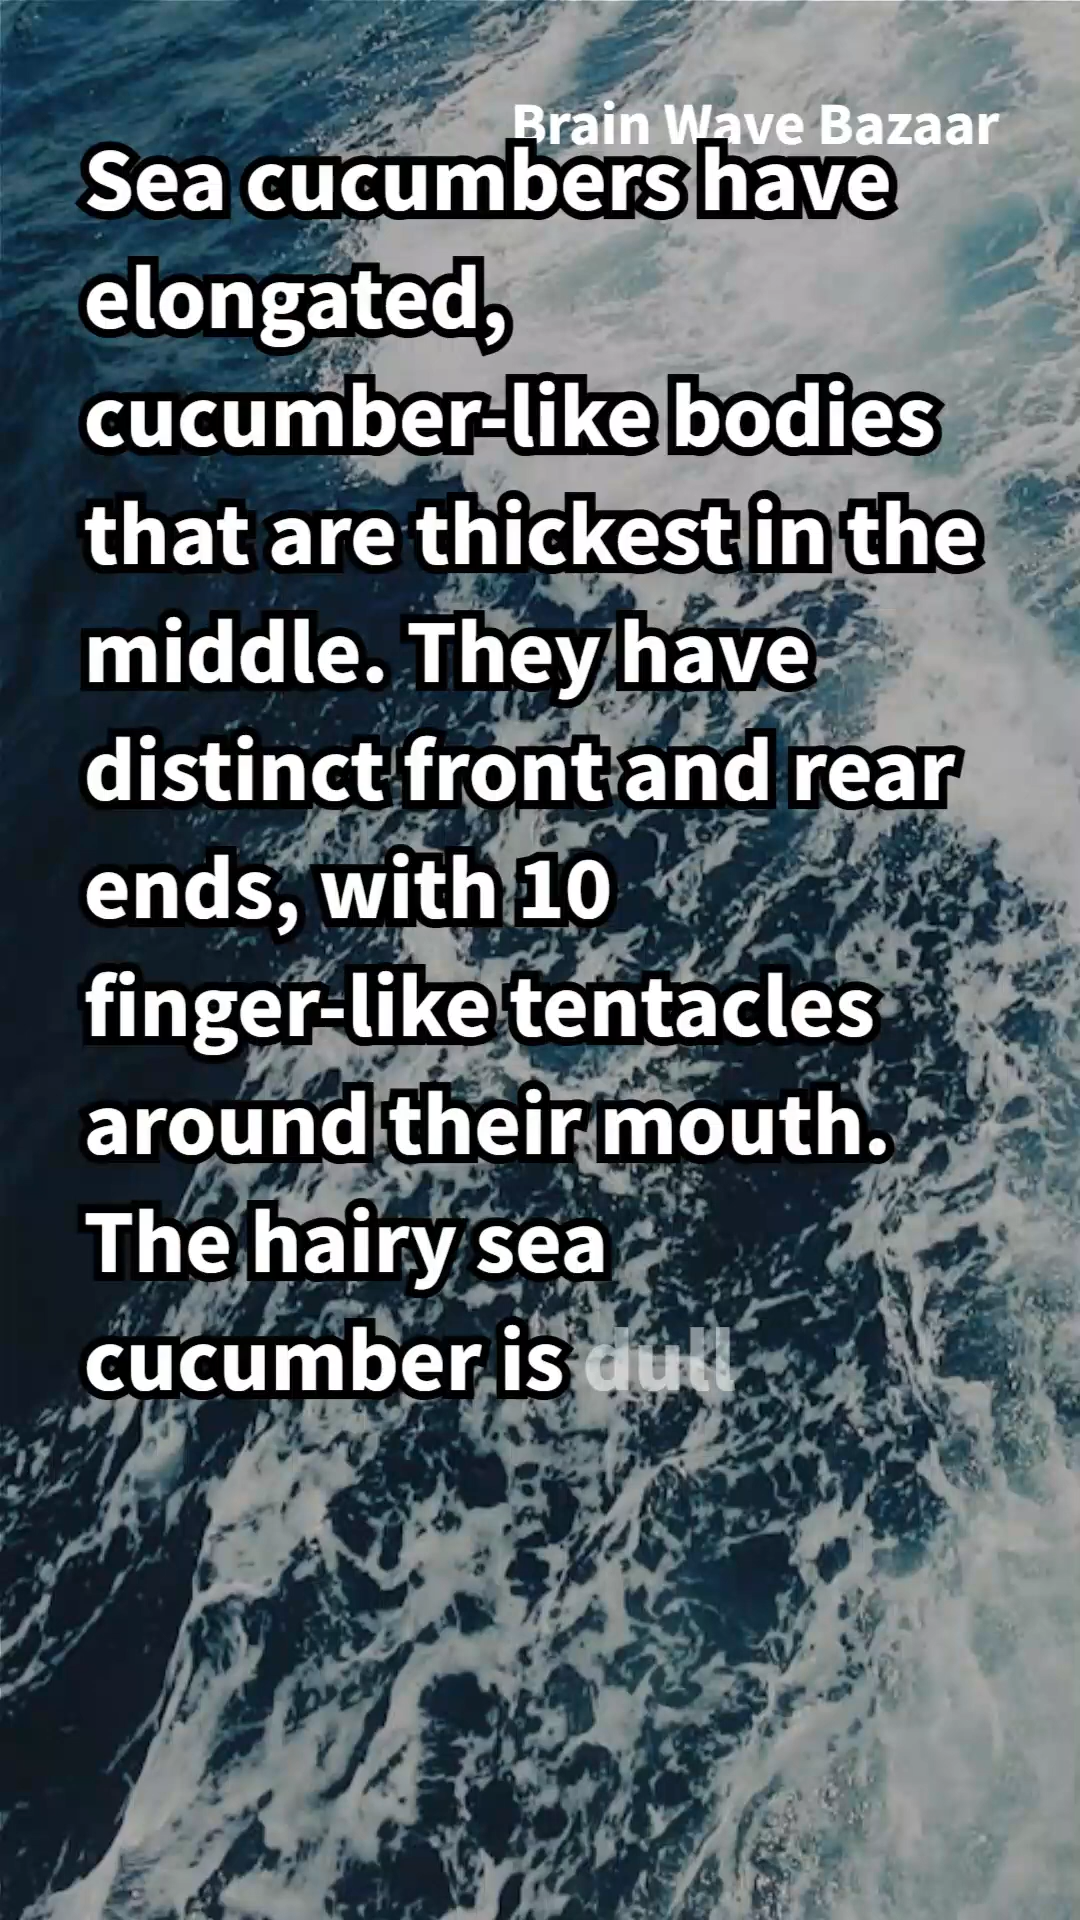 Brain Wave Bazaar
Sea cucumbers have
elongated,
cucumber-like bodies
that are thickest in the
middle. They have
distinct front and rear
ends, with 10
finger-like tentacles
around their mouth.
The hairy sea
cucumber is dull